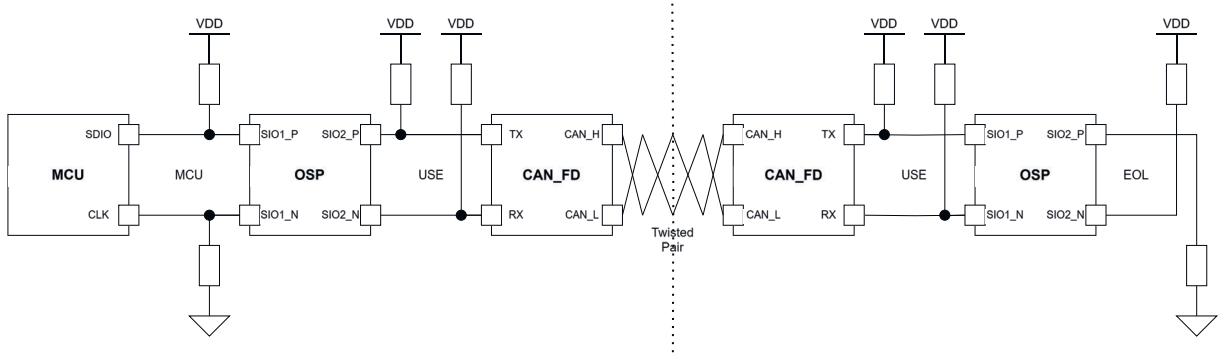 VDD
VDD
VDD
VDD
VDD
VDD
SDIO
SIO1_P
SIO2_P
TX
CAN_H
CAN_H
TX
SIO1_P
SIO2_P
MCU
MCU
OSP
USE
CAN_FD
CAN_FD
USE
OSP
EOL
CLK
SIO1_N
SIO2_N
RX
CAN_L
CAN_L
RX
SIO1_N
SIO2_N
Twisted
Pair